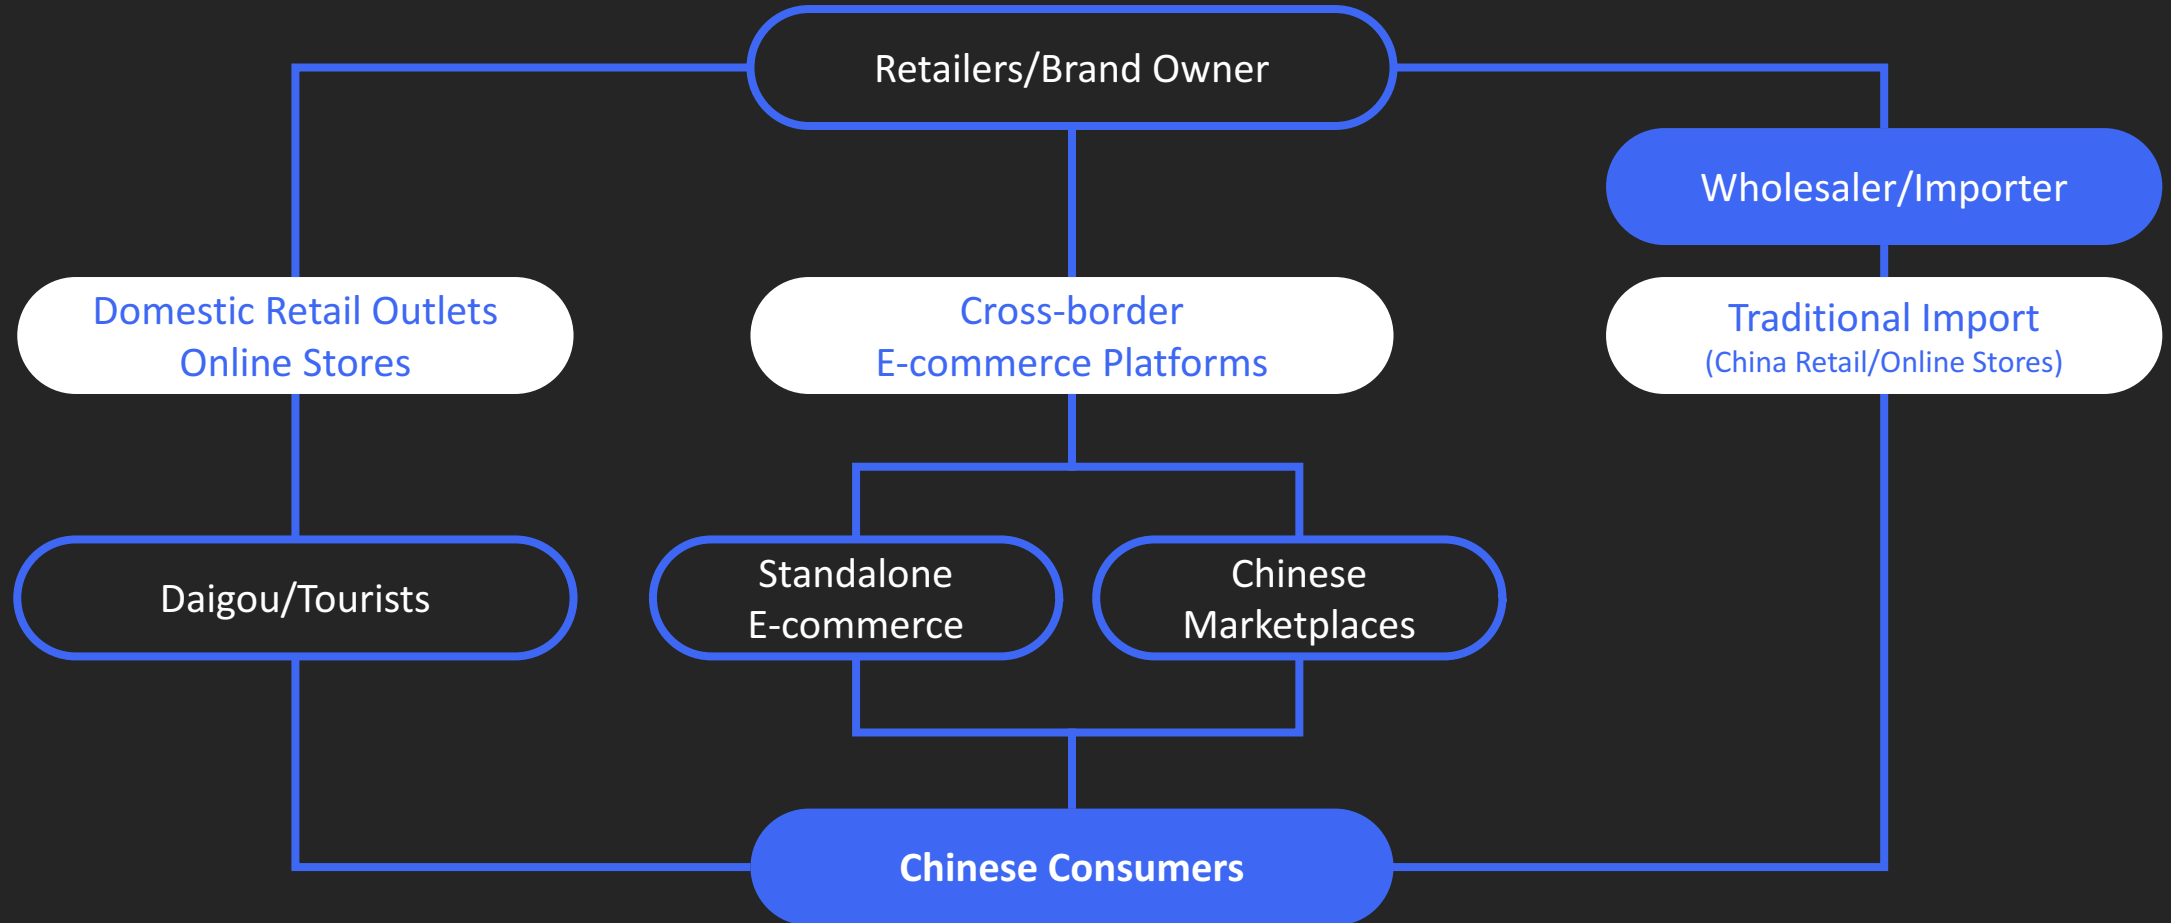 Retailers/Brand Owner
Wholesaler/Importer
Domestic Retail Outlets
Online Stores
Cross-border
E-commerce Platforms
Traditional Import
(China Retail/Online Stores)
Daigou/Tourists
Standalone
E-commerce
Chinese
Marketplaces
Chinese Consumers